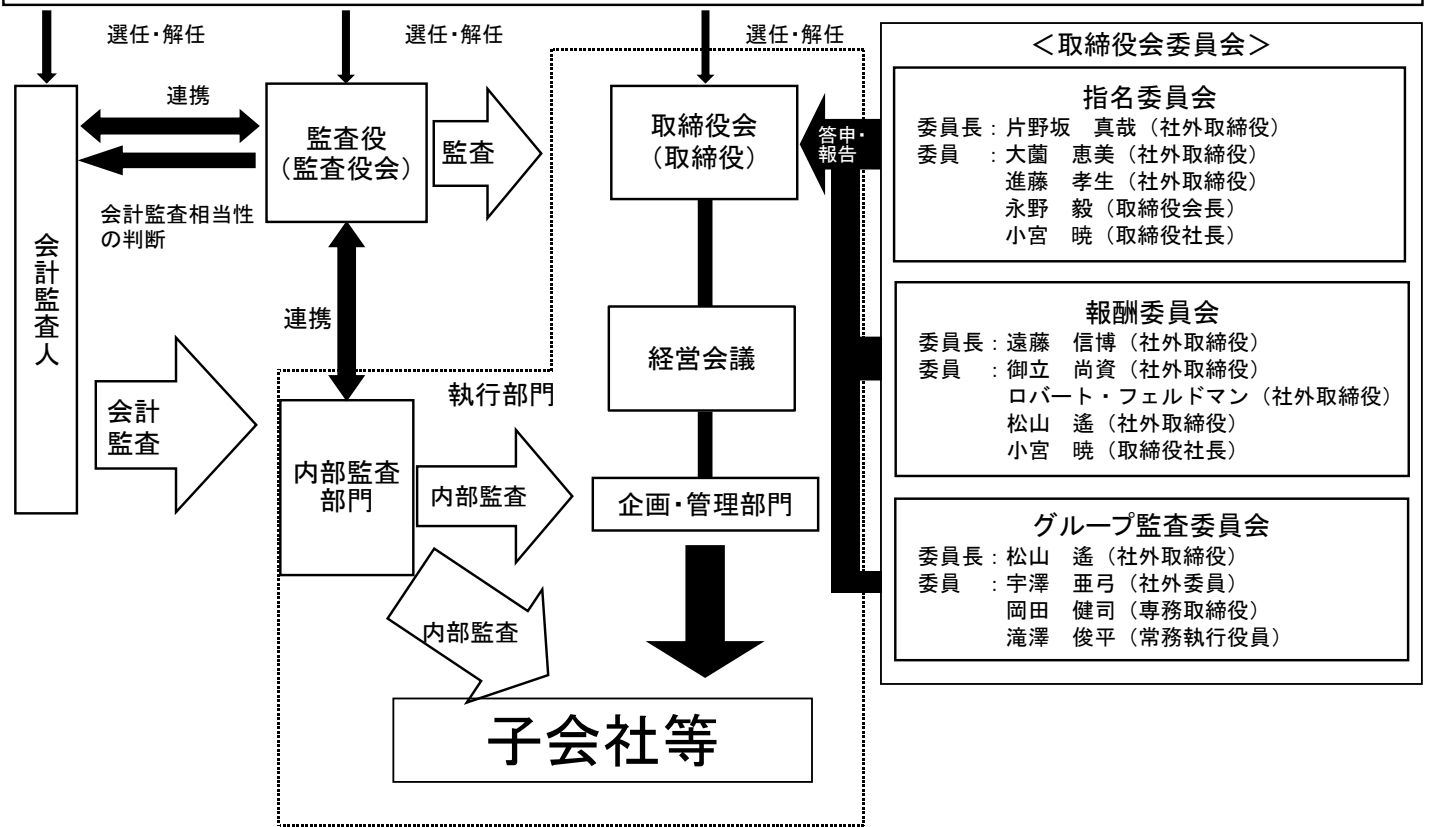 選任・解任
選任・解任
選任・解任
連携
監査役
（監査役会）
監査
会計監査相当性
の判断
会計監査人
会計
監査
連携
執行部門
内部監査
部門
内部監査
内部監査
取締役会
（取締役）
答申・
報告
経営会議
企画・管理部門
子会社等
＜取締役会委員会＞
指名委員会
委員長：片野坂　真哉（社外取締役）
委員　：大薗　恵美（社外取締役）
進藤　孝生（社外取締役）
永野　毅（取締役会長）
小宮　暁（取締役社長）
報酬委員会
委員長：遠藤　信博（社外取締役）
委員　：御立　尚資（社外取締役）
ロバート・フェルドマン（社外取締役）
松山　遙（社外取締役）
小宮　暁（取締役社長）
グループ監査委員会
委員長：松山　遙（社外取締役）
委員　：宇澤　亜弓（社外委員）
岡田　健司（専務取締役）
滝澤　俊平（常務執行役員）